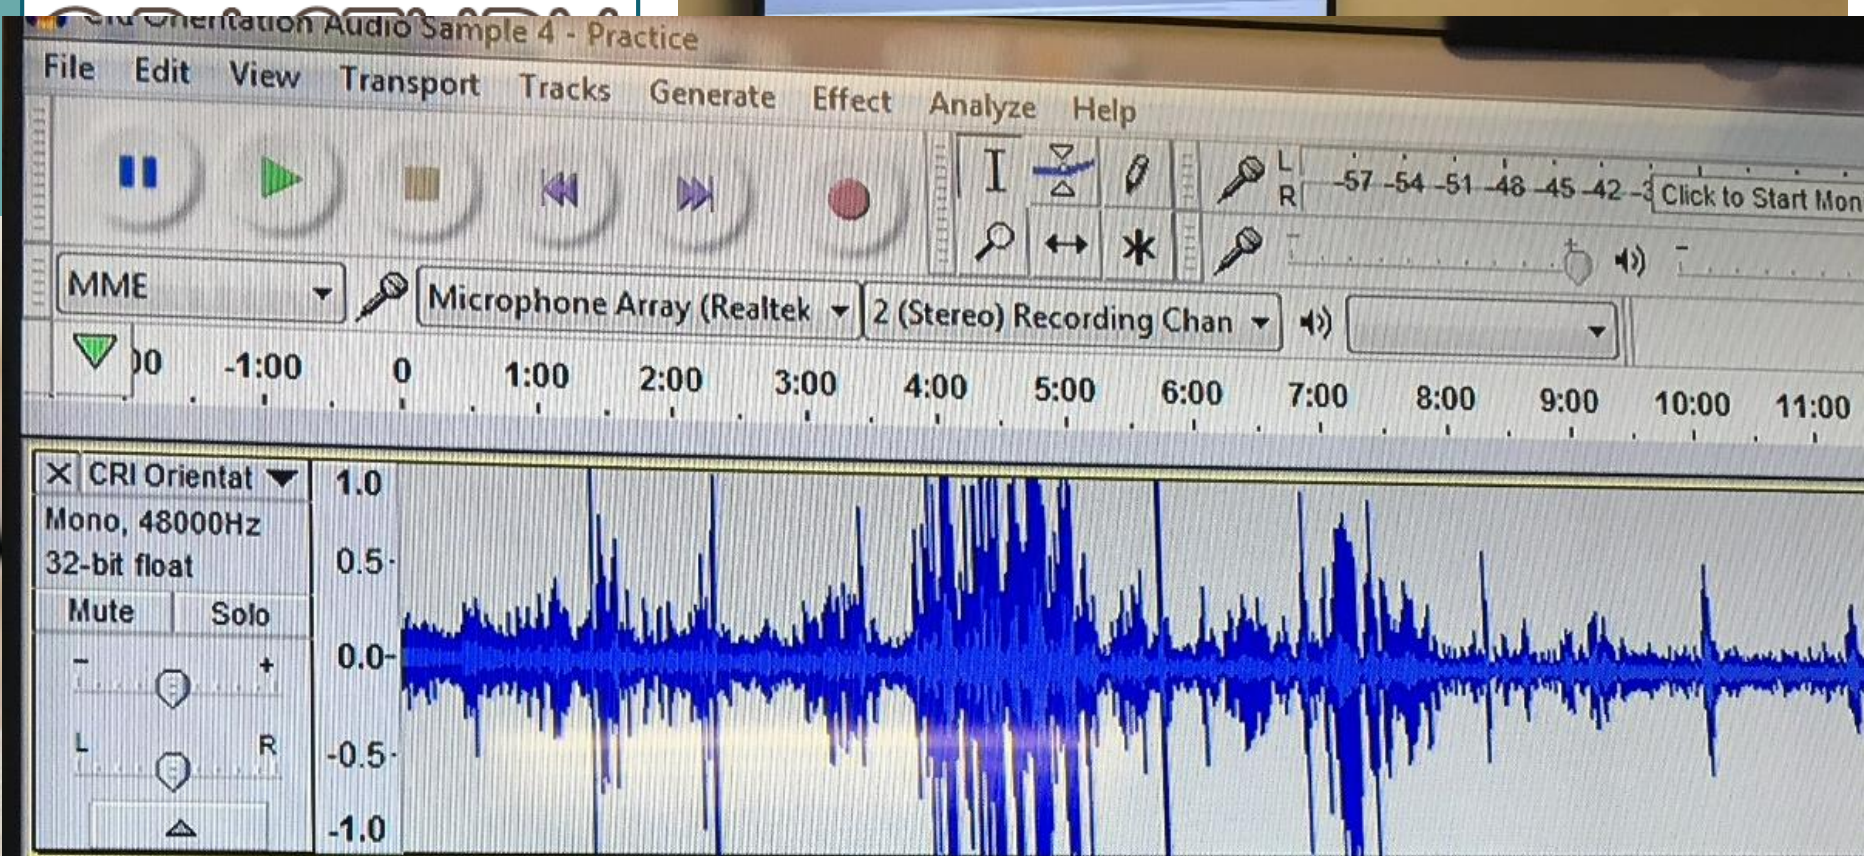 Orientation Audio Sample 4 - Practice
File Edit View Transport Tracks Generate Effect Analyze Help
L
R
-57 -54 -51 -48 -45 -42 -3 Click to Start Mon
MME
Microphone Array (Realtek
2 (Stereo) Recording Chan
00 -1:00 0 1:00 2:00 3:00 4:00 5:00 6:00 7:00 8:00 9:00 10:00 11:00
X CRI Orientat
Mono, 48000Hz
32-bit float
Mute Solo
- +
L R
1.0
0.5
0.0
-0.5
-1.0